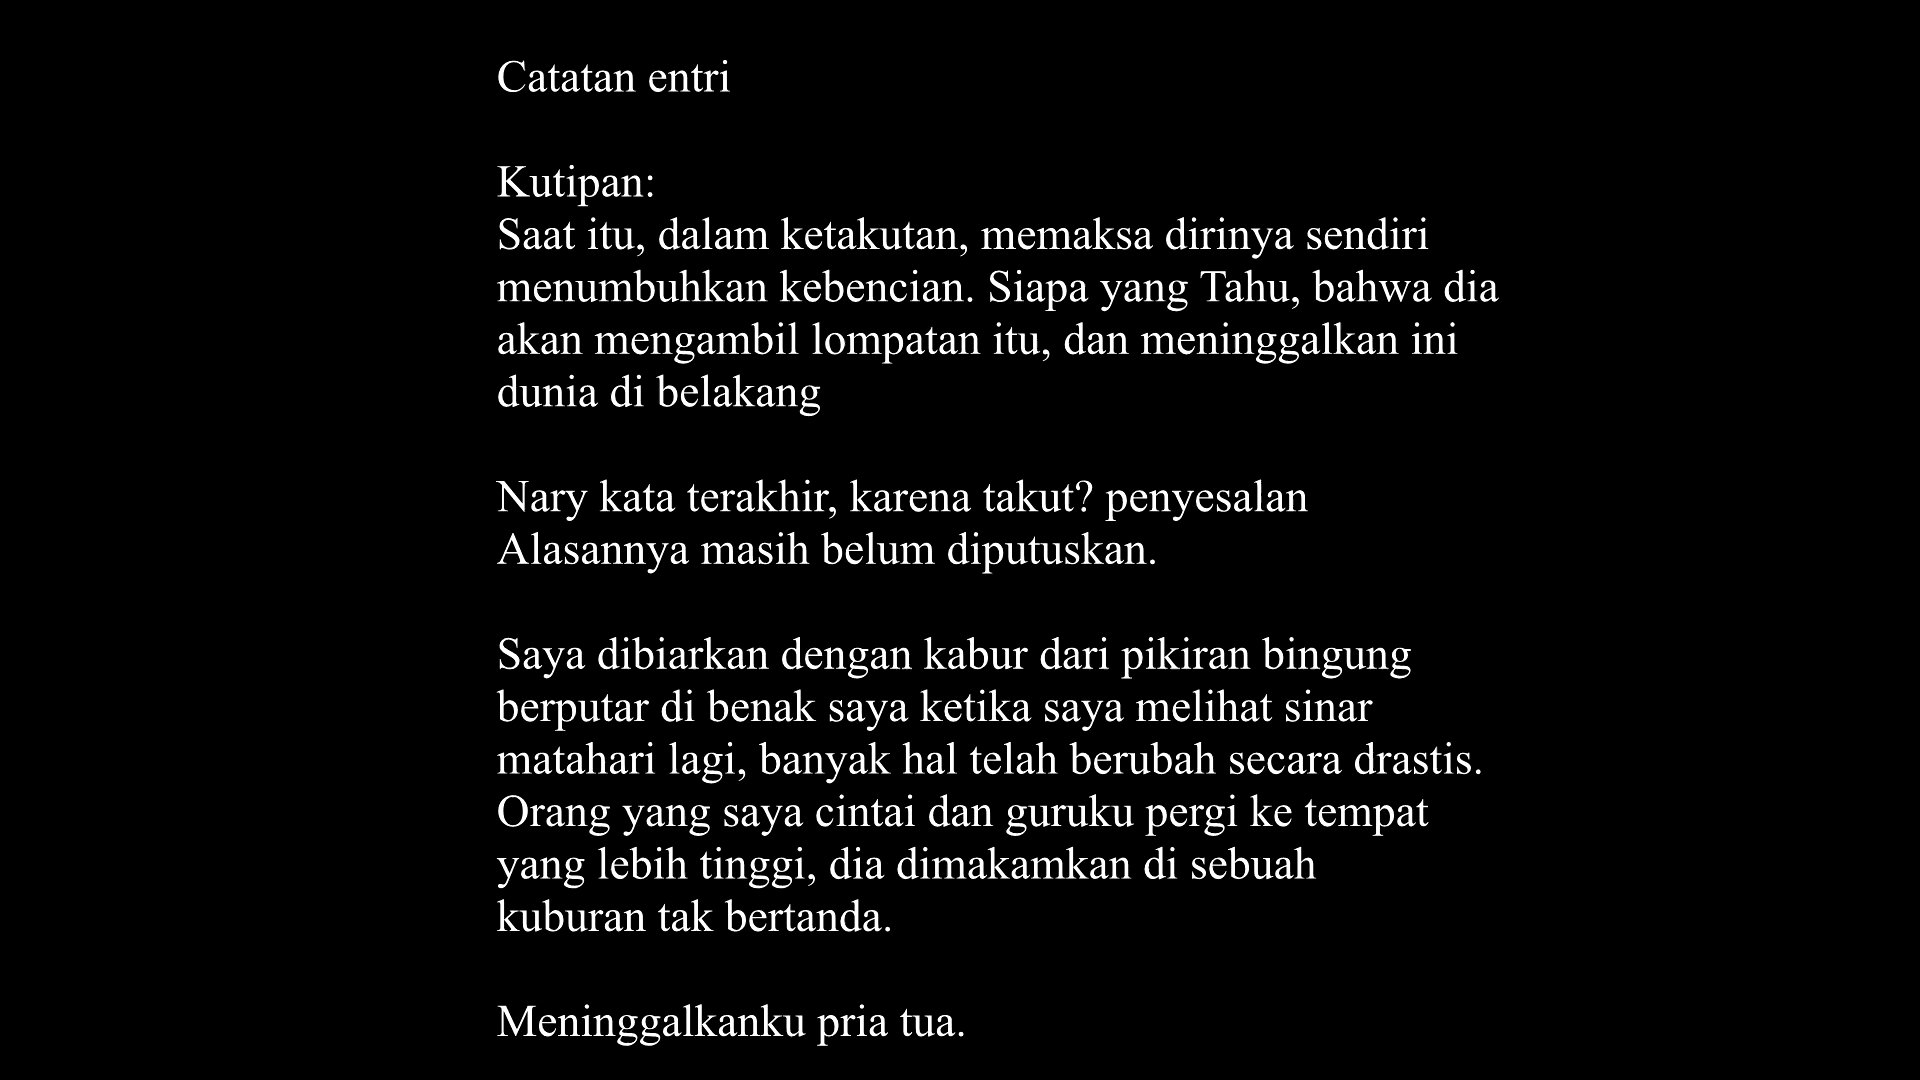 Catatan entri
Kutipan:
Saat itu, dalam ketakutan, memaksa dirinya sendiri
menumbuhkan kebencian. Siapa yang Tahu, bahwa dia
akan mengambil lompatan itu, dan meninggalkan ini
dunia di belakang
Nary kata terakhir, karena takut? penyesalan
Alasannya masih belum diputuskan.
Saya dibiarkan dengan kabur dari pikiran bingung
berputar di benak saya ketika saya melihat sinar
matahari lagi, banyak hal telah berubah secara drastis.
Orang yang saya cintai dan guruku pergi ke tempat
yang lebih tinggi, dia dimakamkan di sebuah
kuburan tak bertanda.
Meninggalkanku pria tua.